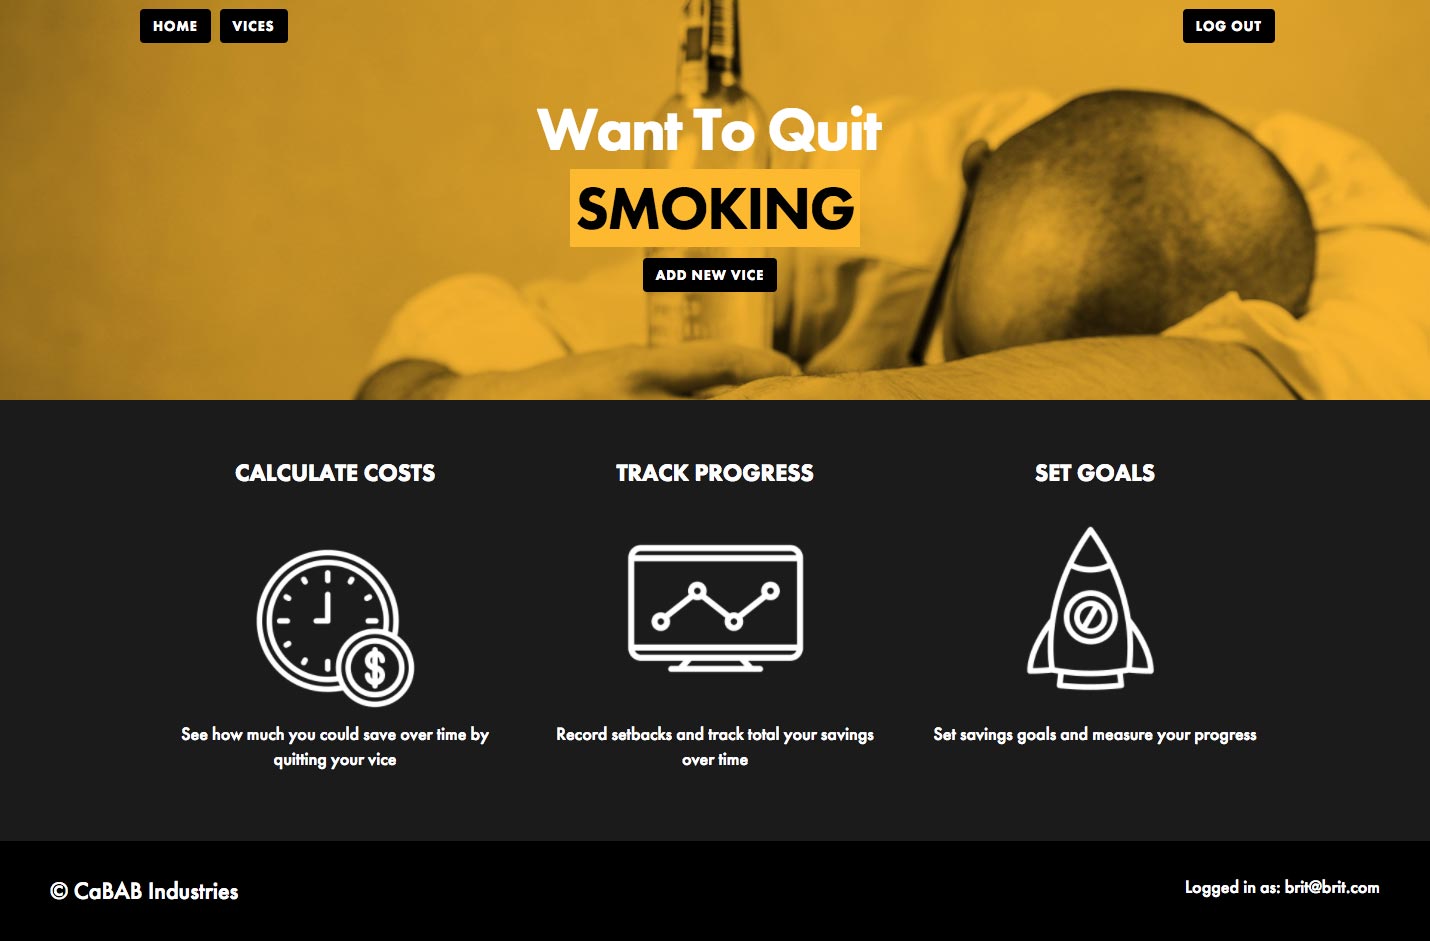 HOME VICES LOG OUT
Want To Quit
SMOKING
ADD NEW VICE
CALCULATE COSTS
TRACK PROGRESS
SET GOALS
$
See how much you could save over time by
quitting your vice
Record setbacks and track total your savings
over time
Set savings goals and measure your progress
© CaBAB Industries
Logged in as: brit@brit.com